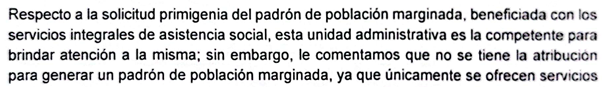 Respecto a la solicitud primigenia del padrón de población marginada, beneficiada con los
servicios integrales de asistencia social, esta unidad administrativa es la competente para
brindar atención a la misma; sin embargo, le comentamos que no se tiene la atribución
para generar un padrón de población marginada, ya que únicamente se ofrecen servicios